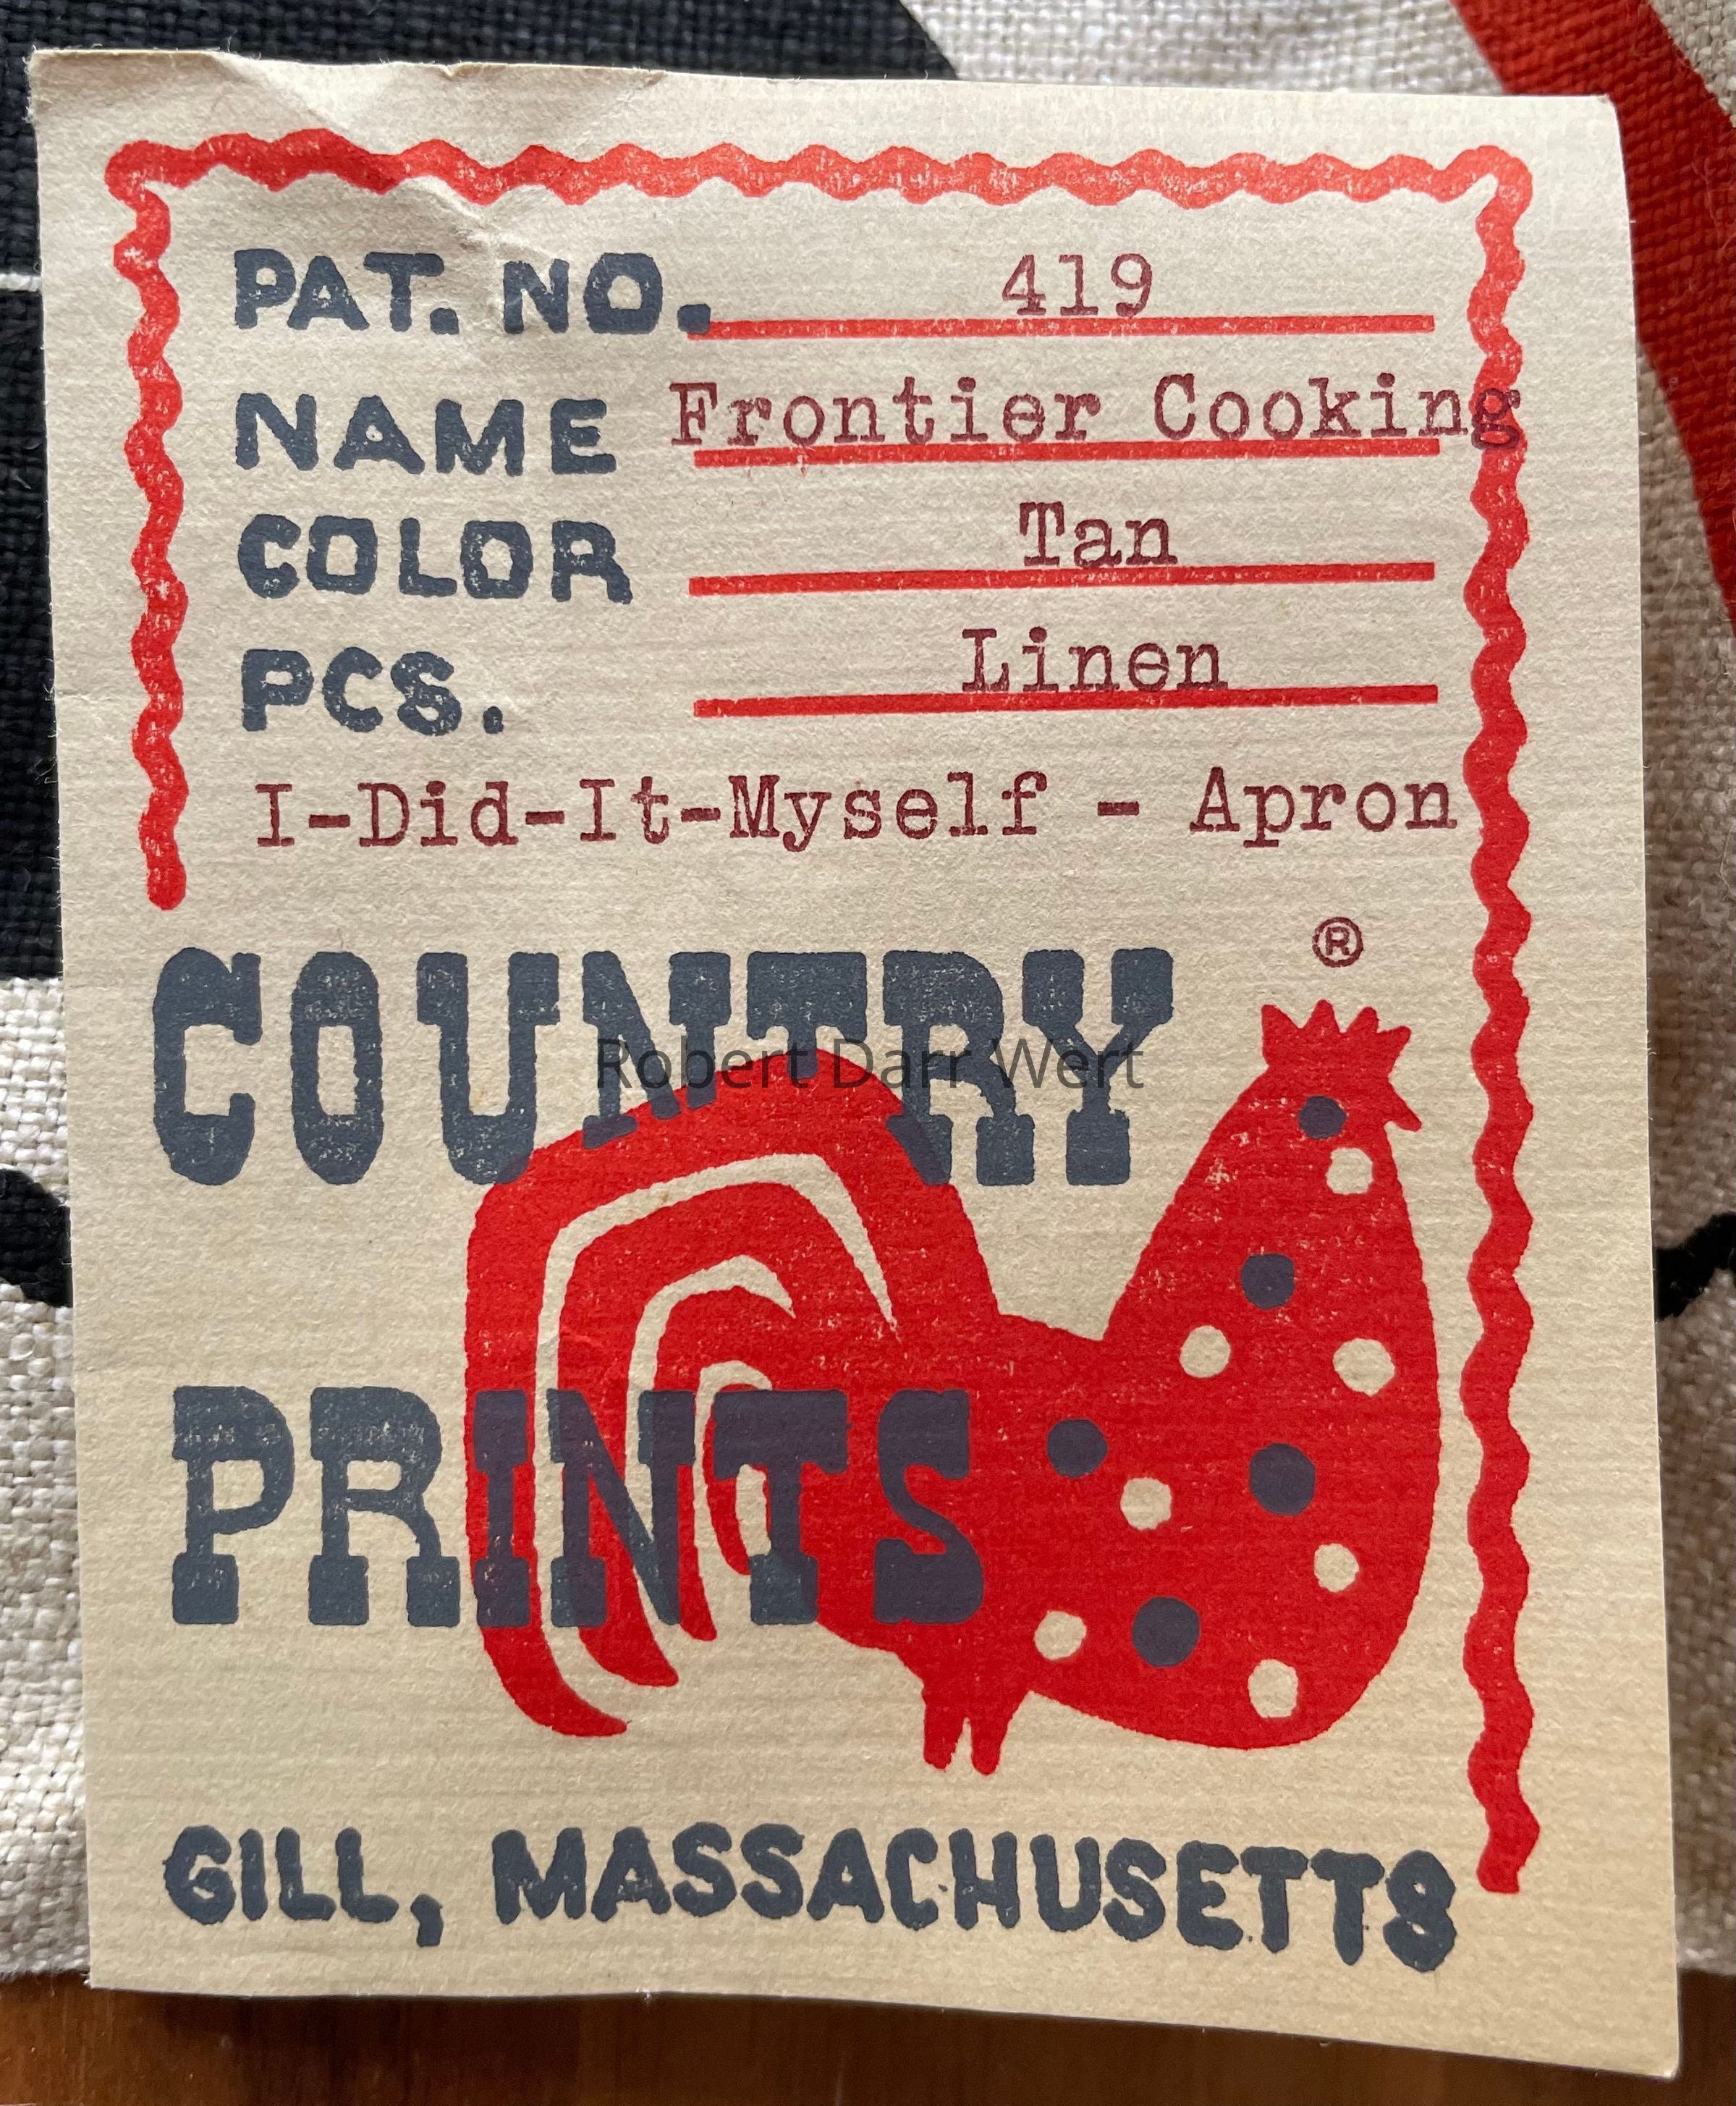 PAT. NO. 419
NAME Frontier Cooking
COLOR Tan
PCS. Linen
I-Did-It-Myself - Apron
®
COUNTRY
Robert Darr Wert
PRINTS
GILL, MASSACHUSETTS